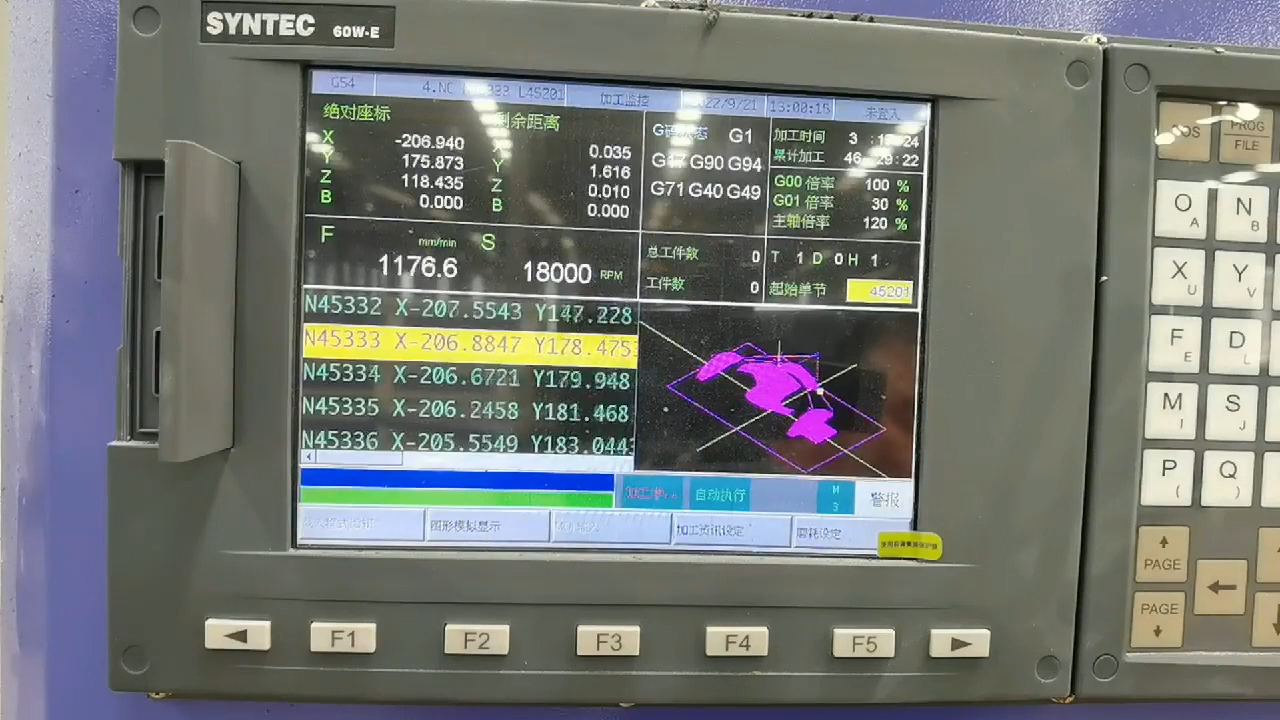 SYNTEC 60W-E
G54 4.NC L45201 加工监控 13:00:15 未登入
绝对座标 剩余距离
X -206.940 0.035
Y 175.873 Y 1.616
Z 118.435 Z 0.010
B 0.000 B 0.000
G1
G90 G94
G71 G40 G49
加工时间 3
累计加工 46 :22
G00 倍率 100 %
G01 倍率 30 %
主轴倍率 120 %
F mm/min 1176.6 S 18000 RPM
总工件数 0
工件数 0
T 1 D 0 H 1
起始单节 45201
N45332 X-207.5543 Y147.228
N45333 X-206.8847 Y178.475
N45334 X-206.6721 Y179.948
N45335 X-206.2458 Y181.468
N45336 X-205.5549 Y183.044
自动执行 警报
图形模拟显示 加工资讯设定 磨耗设定
◀ F1 F2 F3 F4 F5 ▶
POS PROG FILE
O A N B
X U Y V
F E D L
M I S J
P ( Q )
PAGE
PAGE